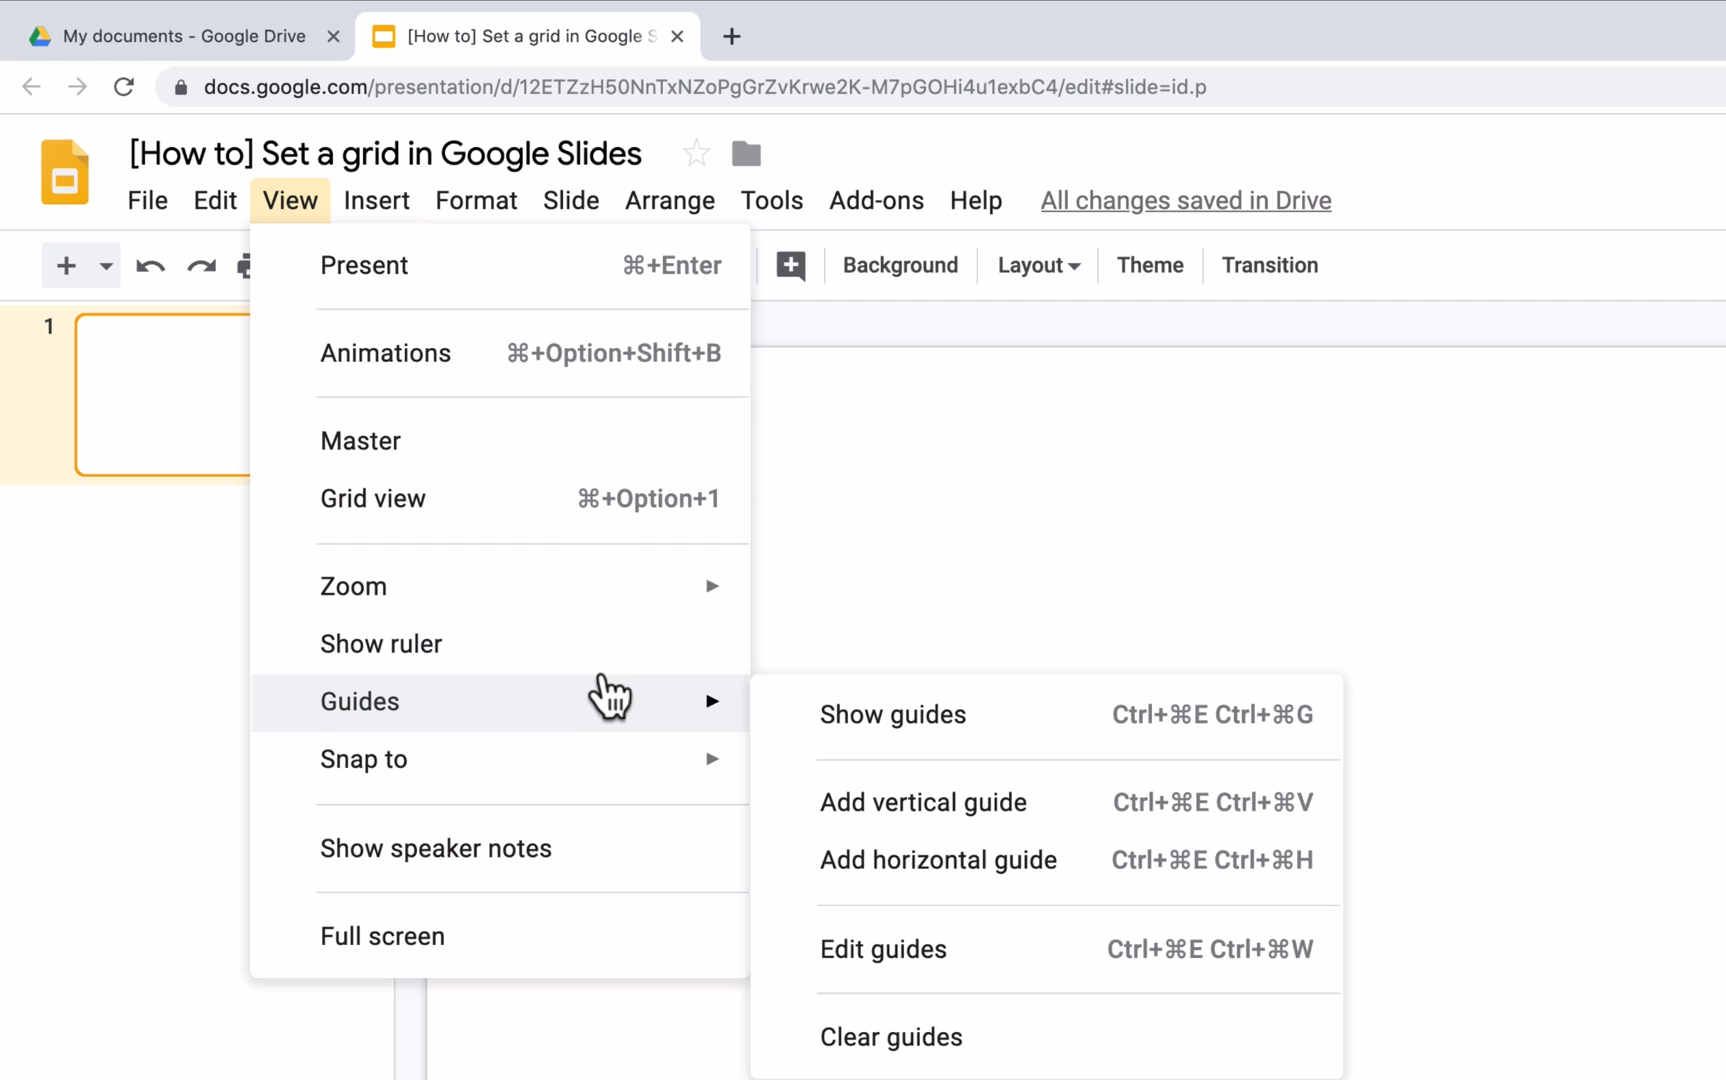 My documents - Google Drive
[How to] Set a grid in Google S
docs.google.com/presentation/d/12ETZzH50NnTxNZoPgGrZvKrwe2K-M7pGOHi4u1exbC4/edit#slide=id.p
[How to] Set a grid in Google Slides
File Edit View Insert Format Slide Arrange Tools Add-ons Help All changes saved in Drive
Background Layout Theme Transition
1
Present ⌘+Enter
Animations ⌘+Option+Shift+B
Master
Grid view ⌘+Option+1
Zoom
Show ruler
Guides
Snap to
Show speaker notes
Full screen
Show guides Ctrl+⌘E Ctrl+⌘G
Add vertical guide Ctrl+⌘E Ctrl+⌘V
Add horizontal guide Ctrl+⌘E Ctrl+⌘H
Edit guides Ctrl+⌘E Ctrl+⌘W
Clear guides